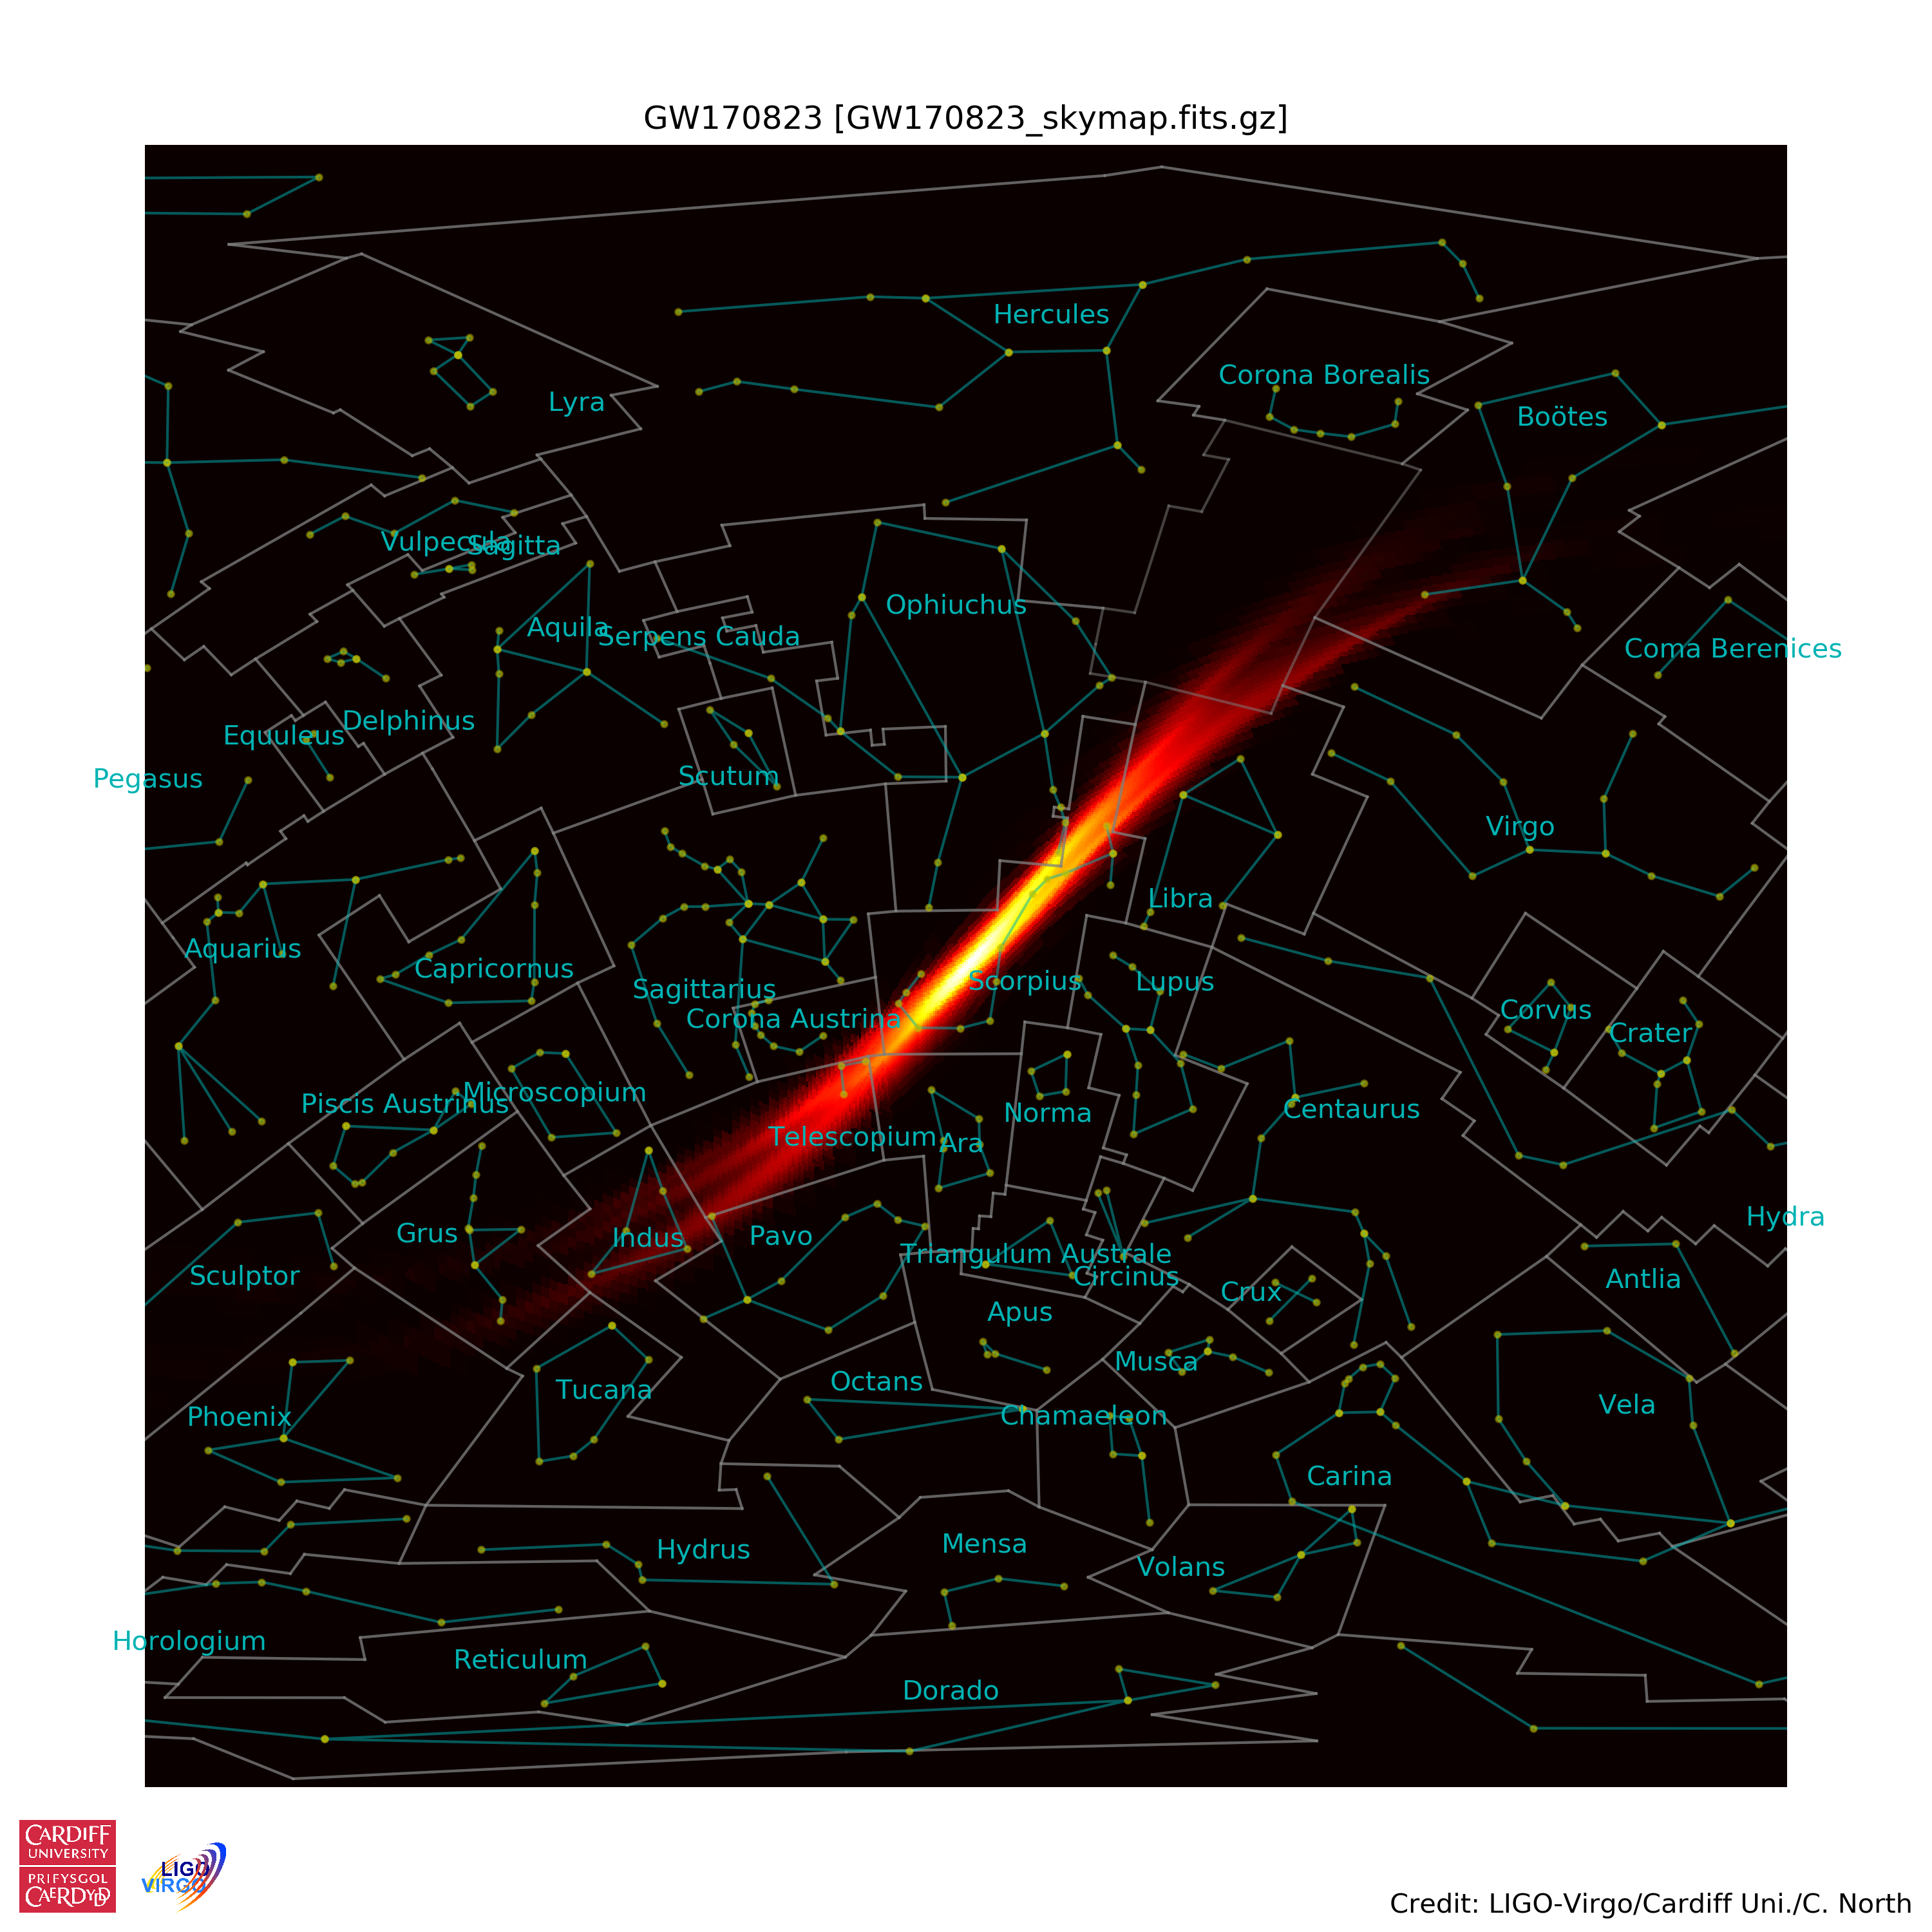 GW170823 [GW170823_skymap.fits.gz]
Hercules
Corona Borealis
Lyra
Boötes
Vulpecula
Sagitta
Ophiuchus
Aquila
Serpens Cauda
Coma Berenices
Delphinus
Equuleus
Pegasus
Scutum
Virgo
Libra
Aquarius
Capricornus
Sagittarius
Scorpius
Lupus
Corvus
Corona Austrina
Crater
Microscopium
Piscis Austrinus
Norma
Centaurus
Telescopium
Ara
Hydra
Grus
Indus
Pavo
Triangulum Australe
Sculptor
Circinus
Antlia
Crux
Apus
Musca
Octans
Tucana
Vela
Phoenix
Chamaeleon
Carina
Hydrus
Mensa
Volans
Horologium
Reticulum
Dorado
CARDIFF
UNIVERSITY
PRIFYSGOL
CAERDYDD
LIGO
VIRGO
Credit: LIGO-Virgo/Cardiff Uni./C. North